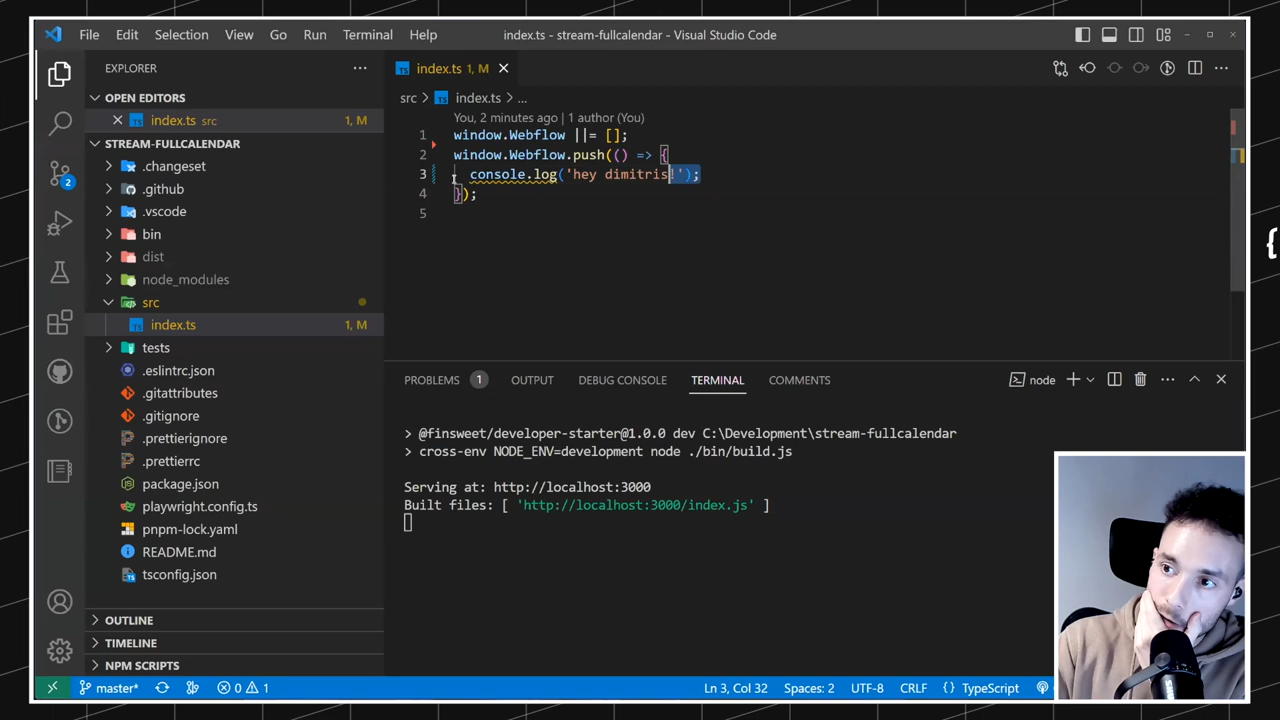 File Edit Selection View Go Run Terminal Help index.ts - stream-fullcalendar - Visual Studio Code
EXPLORER
OPEN EDITORS
index.ts src 1, M
STREAM-FULLCALENDAR
.changeset
.github
.vscode
bin
dist
node_modules
src
index.ts 1, M
tests
.eslintrc.json
.gitattributes
.gitignore
.prettierignore
.prettierrc
package.json
playwright.config.ts
pnpm-lock.yaml
README.md
tsconfig.json
OUTLINE
TIMELINE
NPM SCRIPTS
2
index.ts 1, M
src > index.ts > ...
You, 2 minutes ago | 1 author (You)
1 window.Webflow ||= [];
2 window.Webflow.push(() => {
3 console.log('hey dimitris!');
4 });
5
PROBLEMS 1 OUTPUT DEBUG CONSOLE TERMINAL COMMENTS node
> @finsweet/developer-starter@1.0.0 dev C:\Development\stream-fullcalendar
> cross-env NODE_ENV=development node ./bin/build.js
Serving at: http://localhost:3000
Built files: [ 'http://localhost:3000/index.js' ]
master* 0 1 Ln 3, Col 32 Spaces: 2 UTF-8 CRLF {} TypeScript
{